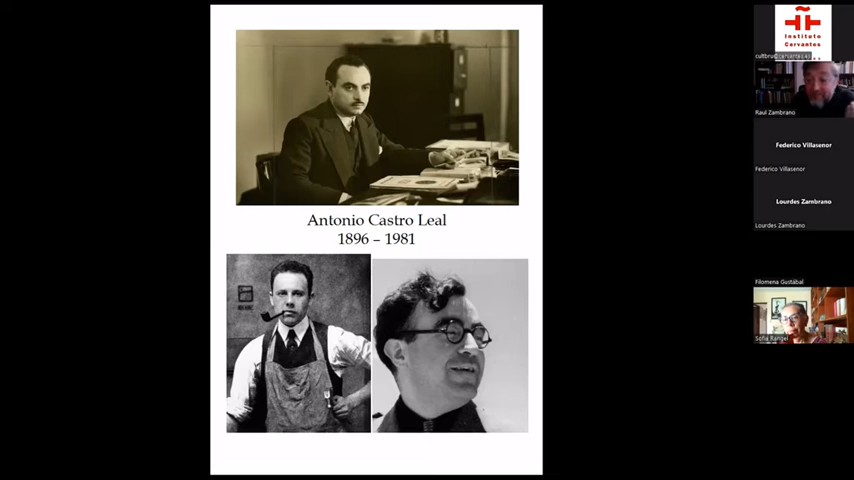 Antonio Castro Leal
1896 – 1981
Instituto
Cervantes
Raul Zambrano
Federico Villasenor
Federico Villasenor
Lourdes Zambrano
Lourdes Zambrano
Filomena Gustábal
Sofia Rangel